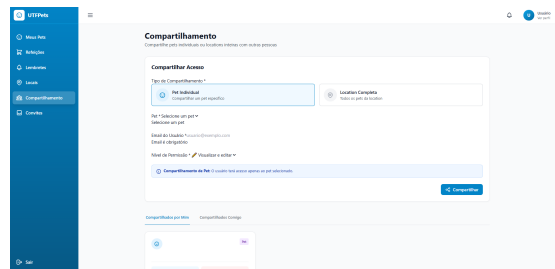 UTFPets
Usuário
Meus Pets
Refeições
Lembretes
Locais
Compartilhamento
Convites
Sair
Compartilhamento
Compartilhe pets individuais ou locations inteiras com outras pessoas
Compartilhar Acesso
Tipo de Compartilhamento *
Pet Individual
Compartilhar um pet específico
Location Completa
Todos os pets da location
Pet * Selecione um pet
Selecione um pet
Email do Usuário * usuario@exemplo.com
Email é obrigatório
Nível de Permissão * Visualizar e editar
Compartilhamento de Pet: O usuário terá acesso apenas ao pet selecionado.
Compartilhar
Compartilhados por Mim Compartilhados Comigo